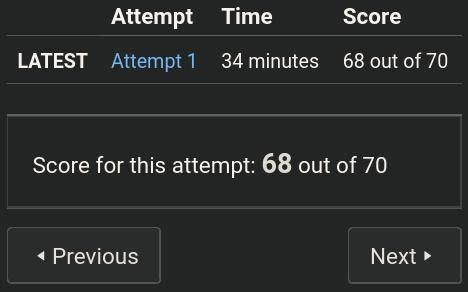 Attempt Time Score
LATEST Attempt 1 34 minutes 68 out of 70
Score for this attempt: 68 out of 70
Previous Next